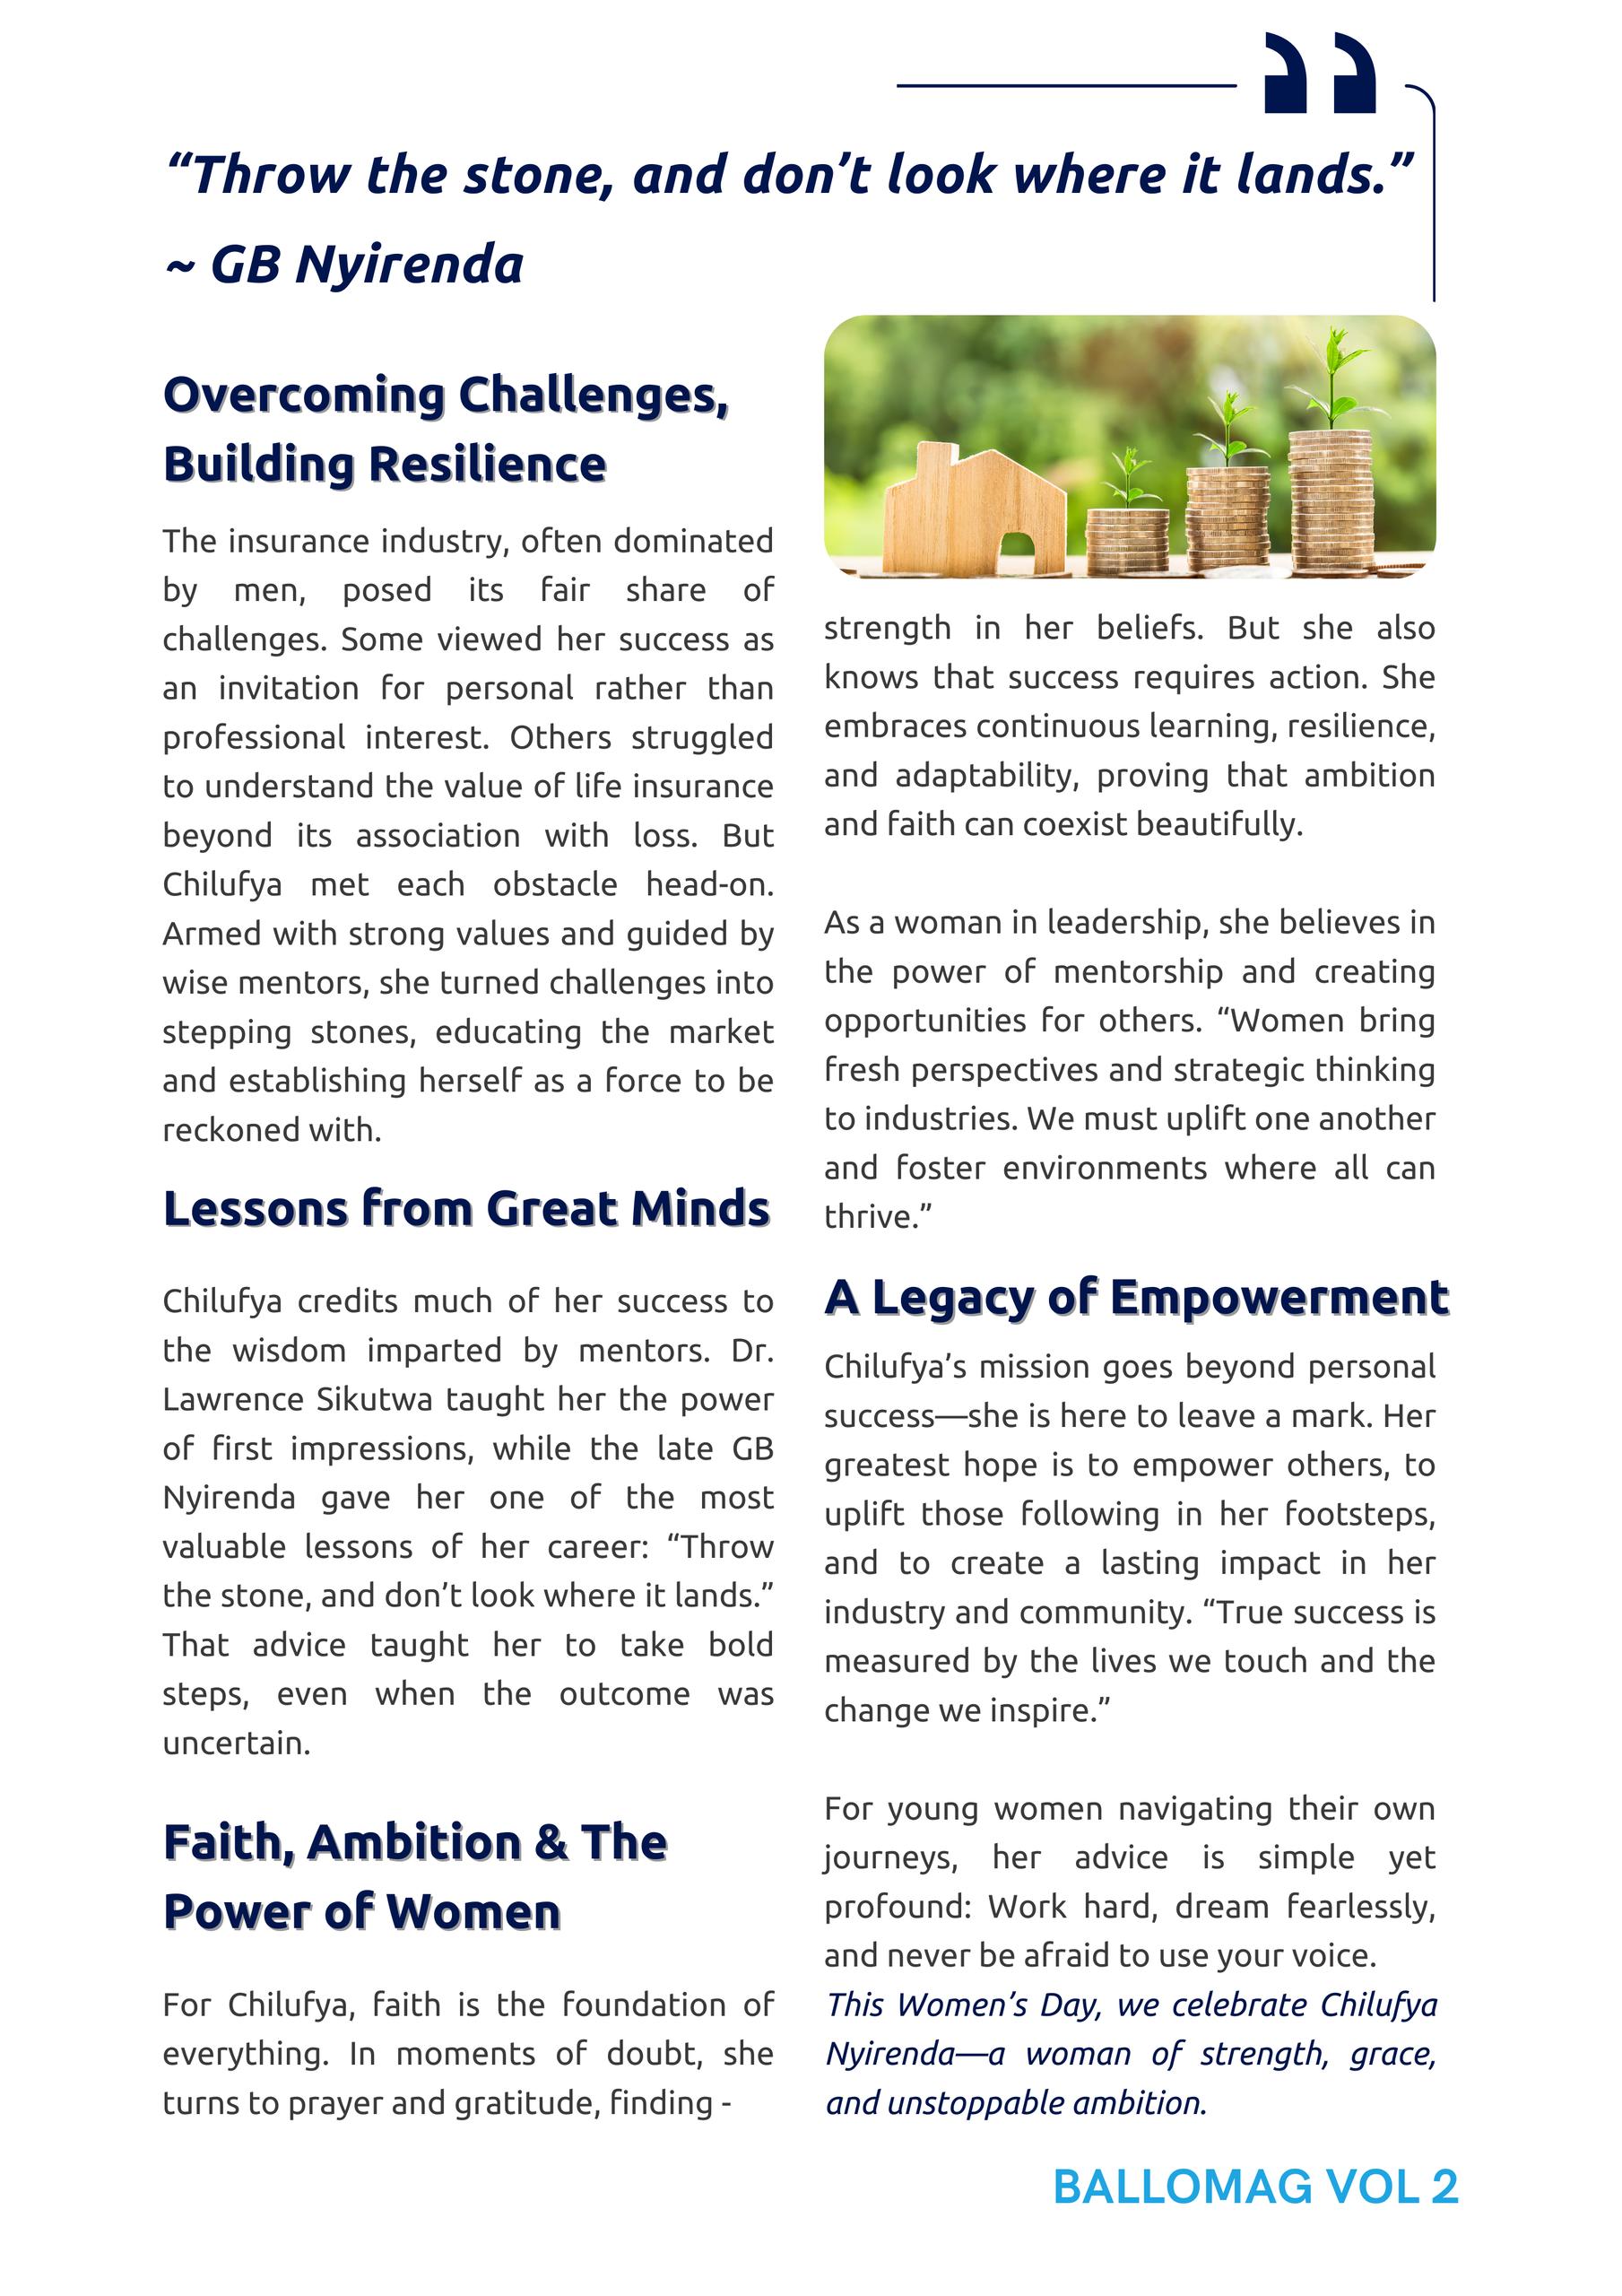 “Throw the stone, and don’t look where it lands.”
~ GB Nyirenda
Overcoming Challenges,
Building Resilience
The insurance industry, often dominated
by men, posed its fair share of
challenges. Some viewed her success as
an invitation for personal rather than
professional interest. Others struggled
to understand the value of life insurance
beyond its association with loss. But
Chilufya met each obstacle head-on.
Armed with strong values and guided by
wise mentors, she turned challenges into
stepping stones, educating the market
and establishing herself as a force to be
reckoned with.
Lessons from Great Minds
Chilufya credits much of her success to
the wisdom imparted by mentors. Dr.
Lawrence Sikutwa taught her the power
of first impressions, while the late GB
Nyirenda gave her one of the most
valuable lessons of her career: “Throw
the stone, and don’t look where it lands.”
That advice taught her to take bold
steps, even when the outcome was
uncertain.
Faith, Ambition & The
Power of Women
For Chilufya, faith is the foundation of
everything. In moments of doubt, she
turns to prayer and gratitude, finding -
strength in her beliefs. But she also
knows that success requires action. She
embraces continuous learning, resilience,
and adaptability, proving that ambition
and faith can coexist beautifully.
As a woman in leadership, she believes in
the power of mentorship and creating
opportunities for others. “Women bring
fresh perspectives and strategic thinking
to industries. We must uplift one another
and foster environments where all can
thrive.”
A Legacy of Empowerment
Chilufya’s mission goes beyond personal
success—she is here to leave a mark. Her
greatest hope is to empower others, to
uplift those following in her footsteps,
and to create a lasting impact in her
industry and community. “True success is
measured by the lives we touch and the
change we inspire.”
For young women navigating their own
journeys, her advice is simple yet
profound: Work hard, dream fearlessly,
and never be afraid to use your voice.
This Women’s Day, we celebrate Chilufya
Nyirenda—a woman of strength, grace,
and unstoppable ambition.
BALLOMAG VOL 2